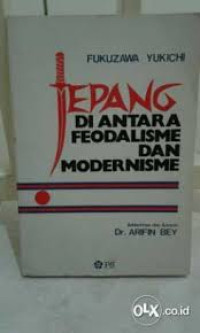 FUKUZAWA YUKICHI
JEPANG
DI ANTARA
FEODALISME
DAN
MODERNISME
Dr. ARIFIN BEY
OLX.co.id